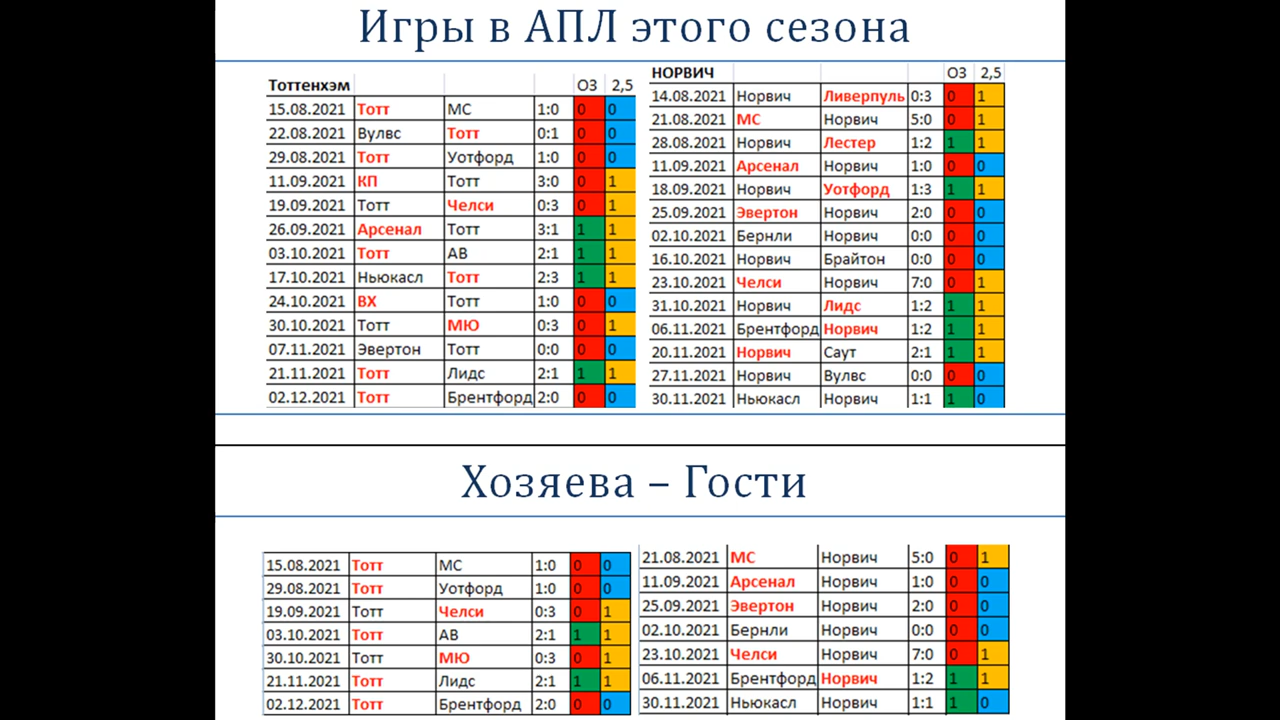 Игры в АПЛ этого сезона
Тоттенхэм ОЗ 2,5
15.08.2021 Тотт МС 1:0 0 0
22.08.2021 Вулвс Тотт 0:1 0 0
29.08.2021 Тотт Уотфорд 1:0 0 0
11.09.2021 КП Тотт 3:0 0 1
19.09.2021 Тотт Челси 0:3 0 1
26.09.2021 Арсенал Тотт 3:1 1 1
03.10.2021 Тотт АВ 2:1 1 1
17.10.2021 Ньюкасл Тотт 2:3 1 1
24.10.2021 ВХ Тотт 1:0 0 0
30.10.2021 Тотт МЮ 0:3 0 1
07.11.2021 Эвертон Тотт 0:0 0 0
21.11.2021 Тотт Лидс 2:1 1 1
02.12.2021 Тотт Брентфорд 2:0 0 0
НОРВИЧ ОЗ 2,5
14.08.2021 Норвич Ливерпуль 0:3 0 1
21.08.2021 МС Норвич 5:0 0 1
28.08.2021 Норвич Лестер 1:2 1 1
11.09.2021 Арсенал Норвич 1:0 0 0
18.09.2021 Норвич Уотфорд 1:3 1 1
25.09.2021 Эвертон Норвич 2:0 0 0
02.10.2021 Бернли Норвич 0:0 0 0
16.10.2021 Норвич Брайтон 0:0 0 0
23.10.2021 Челси Норвич 7:0 0 1
31.10.2021 Норвич Лидс 1:2 1 1
06.11.2021 Брентфорд Норвич 1:2 1 1
20.11.2021 Норвич Саут 2:1 1 1
27.11.2021 Норвич Вулвс 0:0 0 0
30.11.2021 Ньюкасл Норвич 1:1 1 0
Хозяева – Гости
15.08.2021 Тотт МС 1:0 0 0
29.08.2021 Тотт Уотфорд 1:0 0 0
19.09.2021 Тотт Челси 0:3 0 1
03.10.2021 Тотт АВ 2:1 1 1
30.10.2021 Тотт МЮ 0:3 0 1
21.11.2021 Тотт Лидс 2:1 1 1
02.12.2021 Тотт Брентфорд 2:0 0 0
21.08.2021 МС Норвич 5:0 0 1
11.09.2021 Арсенал Норвич 1:0 0 0
25.09.2021 Эвертон Норвич 2:0 0 0
02.10.2021 Бернли Норвич 0:0 0 0
23.10.2021 Челси Норвич 7:0 0 1
06.11.2021 Брентфорд Норвич 1:2 1 1
30.11.2021 Ньюкасл Норвич 1:1 1 0